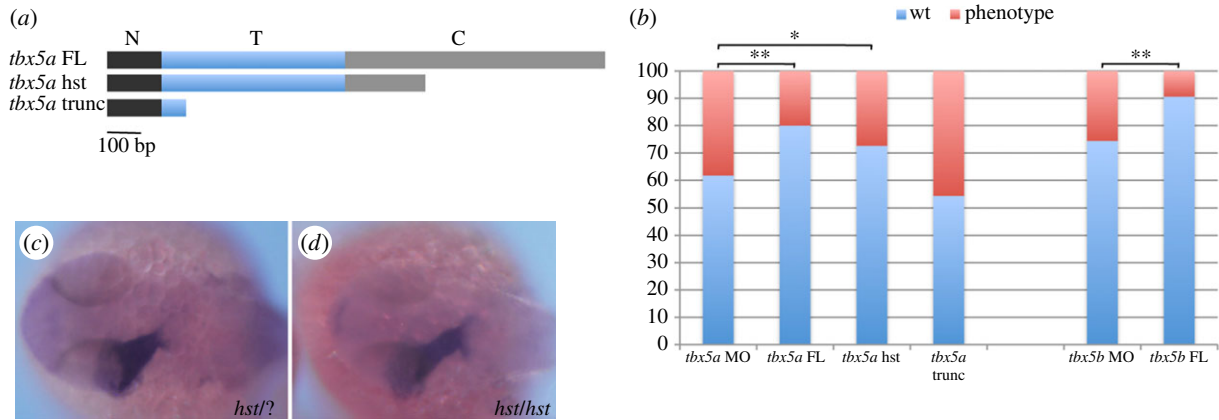 (a)
N T C
tbx5a FL
tbx5a hst
tbx5a trunc
100 bp
(b)
wt phenotype
*
** **
100
90
80
70
60
50
40
30
20
10
0
tbx5a MO tbx5a FL tbx5a hst tbx5a trunc tbx5b MO tbx5b FL
(c) (d)
hst/? hst/hst